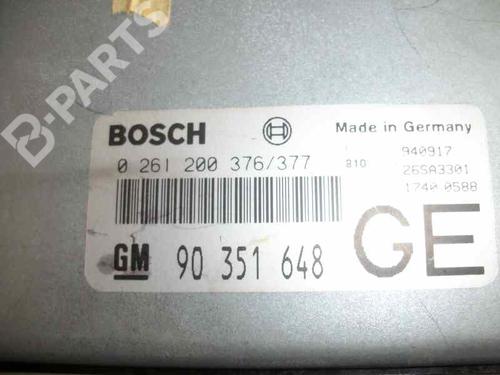 B-PARTS
BOSCH
Made in Germany
0 261 200 376/377
810
940917
26SA3301
1740.0588
GM
90 351 648
GE